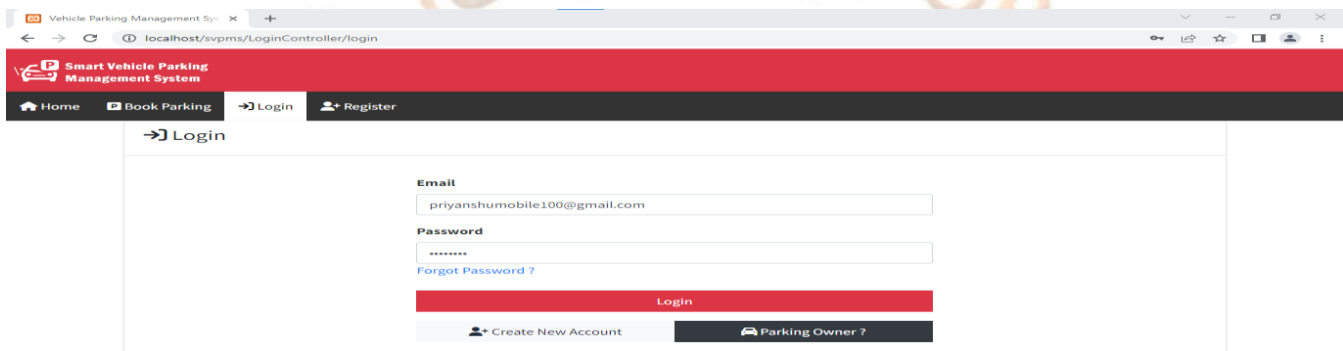 Vehicle Parking Management Sy
localhost/svpms/LoginController/login
P Smart Vehicle Parking
Management System
Home P Book Parking Login Register
Login
Email
priyanshumobile100@gmail.com
Password
••••••••
Forgot Password ?
Login
Create New Account Parking Owner ?